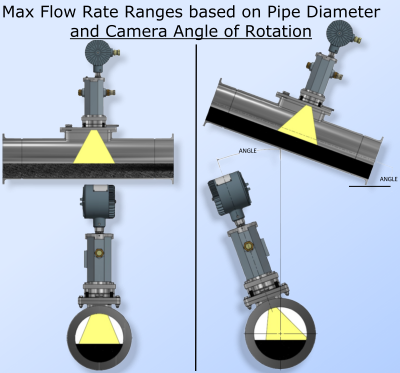 Max Flow Rate Ranges based on Pipe Diameter
and Camera Angle of Rotation
ANGLE
ANGLE